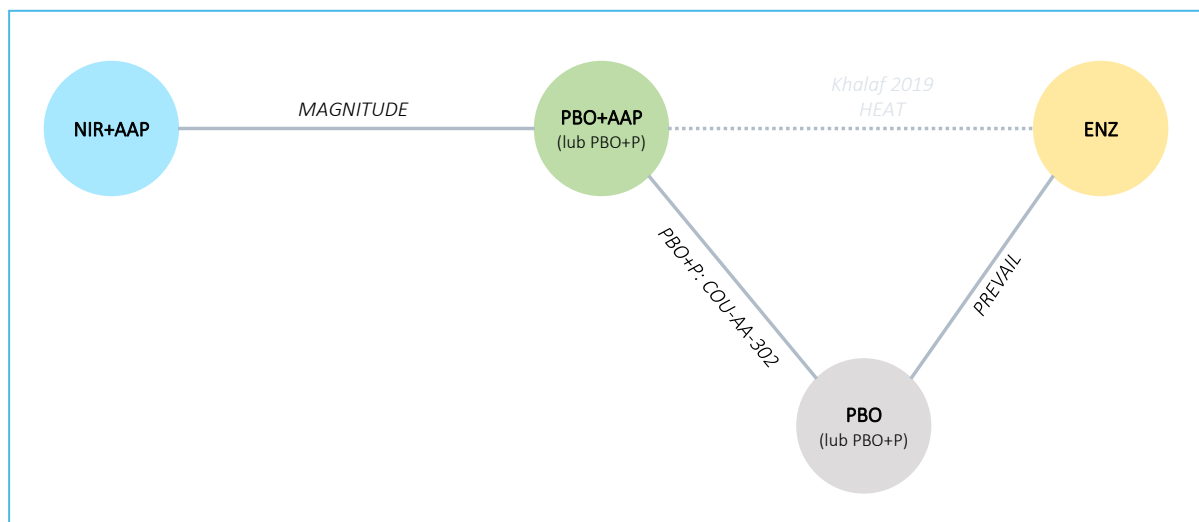 Khalaf 2019
HEAT
MAGNITUDE
NIR+AAP
PBO+AAP
(lub PBO+P)
ENZ
PBO+P: COU-AA-302
PREVAIL
PBO
(lub PBO+P)